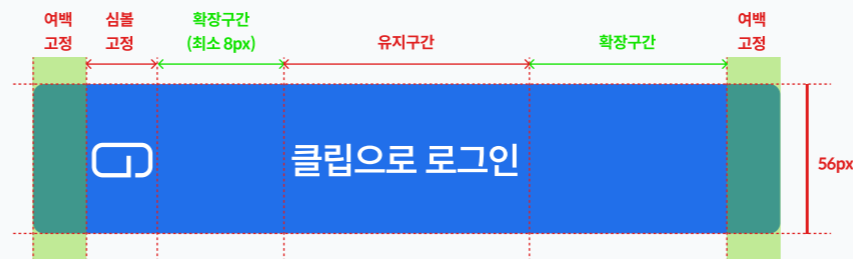 여백
고정
심볼
고정
확장구간
(최소 8px)
유지구간
확장구간
여백
고정
클립으로 로그인
56px